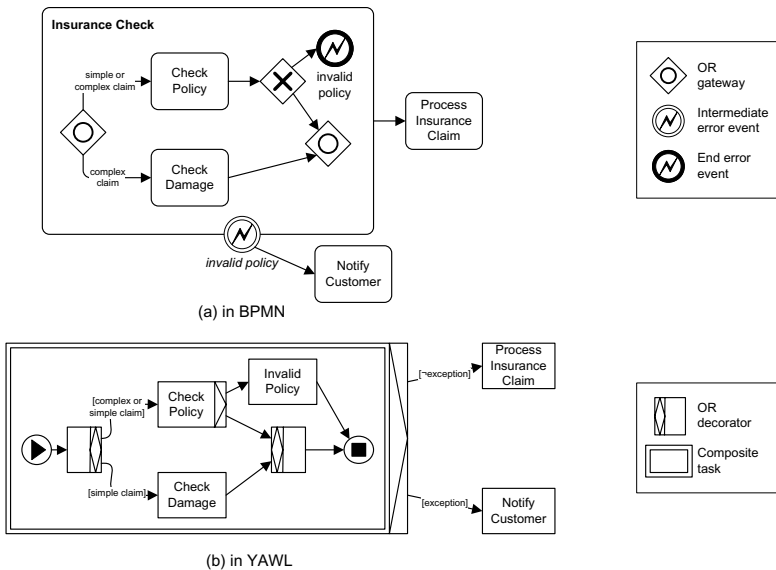 Insurance Check
simple or
complex claim
Check
Policy
invalid
policy
complex
claim
Check
Damage
Process
Insurance
Claim
invalid policy
Notify
Customer
(a) in BPMN
OR
gateway
Intermediate
error event
End error
event
[complex or
simple claim]
Check
Policy
Invalid
Policy
[simple claim]
Check
Damage
[¬exception]
Process
Insurance
Claim
[exception]
Notify
Customer
(b) in YAWL
OR
decorator
Composite
task